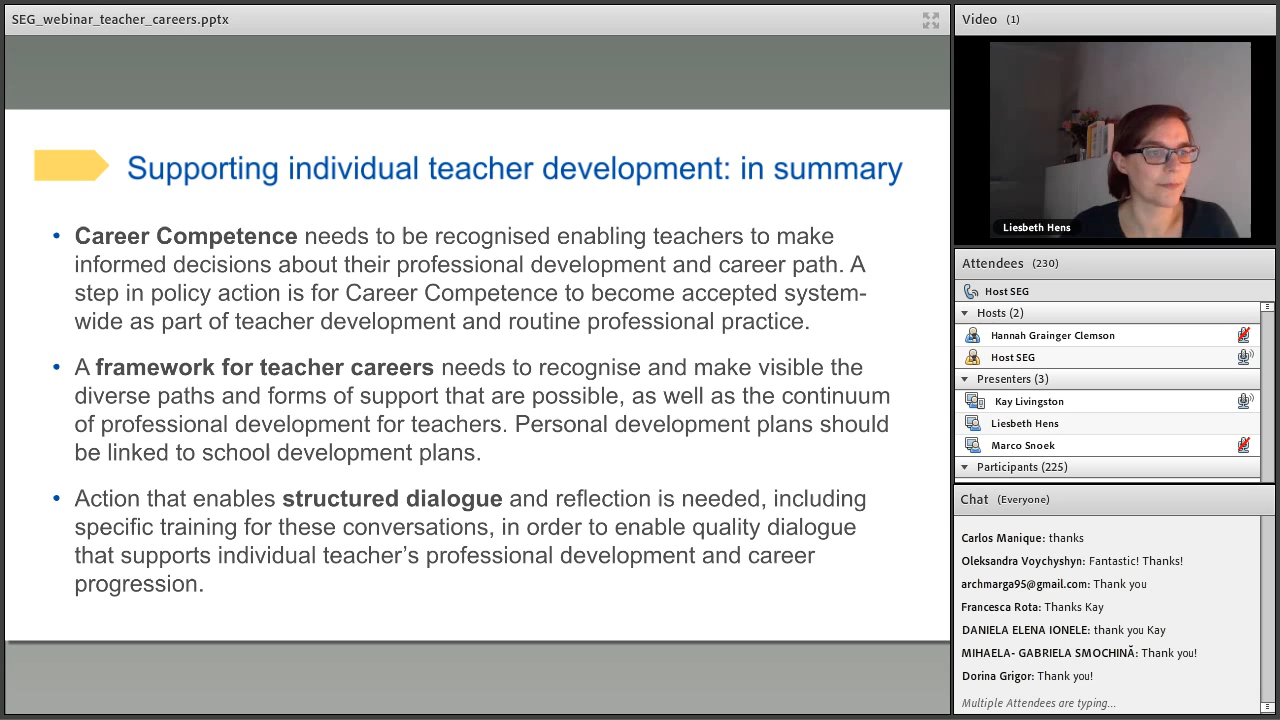 SEG_webinar_teacher_careers.pptx
Supporting individual teacher development: in summary
• Career Competence needs to be recognised enabling teachers to make
informed decisions about their professional development and career path. A
step in policy action is for Career Competence to become accepted system-
wide as part of teacher development and routine professional practice.
• A framework for teacher careers needs to recognise and make visible the
diverse paths and forms of support that are possible, as well as the continuum
of professional development for teachers. Personal development plans should
be linked to school development plans.
• Action that enables structured dialogue and reflection is needed, including
specific training for these conversations, in order to enable quality dialogue
that supports individual teacher’s professional development and career
progression.
Video (1)
Liesbeth Hens
Attendees (230)
Host SEG
Hosts (2)
Hannah Grainger Clemson
Host SEG
Presenters (3)
Kay Livingston
Liesbeth Hens
Marco Snoek
Participants (225)
Chat (Everyone)
Carlos Manique: thanks
Oleksandra Voychyshyn: Fantastic! Thanks!
archmarga95@gmail.com: Thank you
Francesca Rota: Thanks Kay
DANIELA ELENA IONELE: thank you Kay
MIHAELA- GABRIELA SMOCHINĂ: Thank you!
Dorina Grigor: Thank you!
Multiple Attendees are typing...